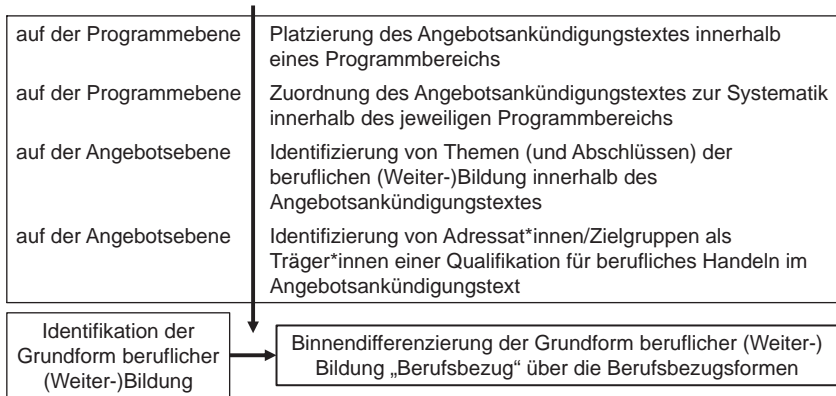 auf der Programmebene Platzierung des Angebotsankündigungstextes innerhalb
eines Programmbereichs
auf der Programmebene Zuordnung des Angebotsankündigungstextes zur Systematik
innerhalb des jeweiligen Programmbereichs
auf der Angebotsebene Identifizierung von Themen (und Abschlüssen) der
beruflichen (Weiter-)Bildung innerhalb des
Angebotsankündigungstextes
auf der Angebotsebene Identifizierung von Adressat*innen/Zielgruppen als
Träger*innen einer Qualifikation für berufliches Handeln im
Angebotsankündigungstext
Identifikation der
Grundform beruflicher
(Weiter-)Bildung
Binnendifferenzierung der Grundform beruflicher (Weiter-)
Bildung „Berufsbezug“ über die Berufsbezugsformen